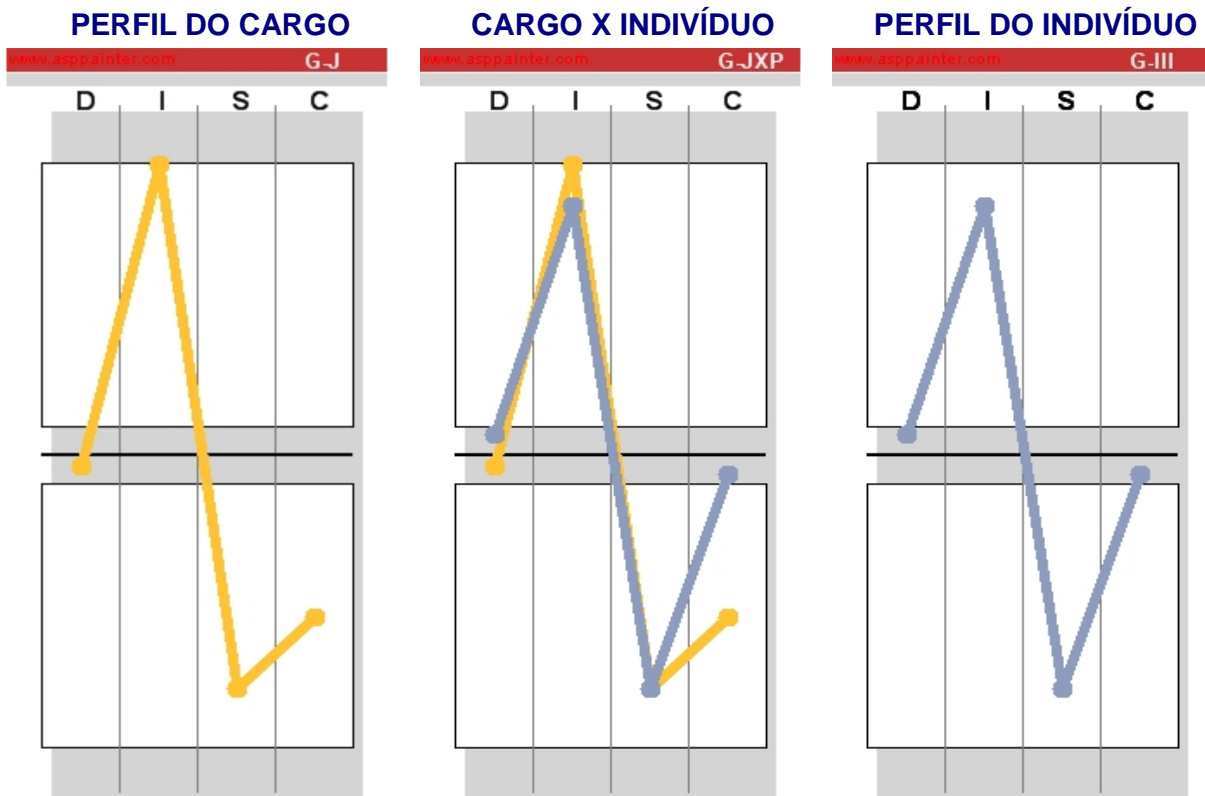 PERFIL DO CARGO
CARGO X INDIVÍDUO
PERFIL DO INDIVÍDUO
www.asppainter.com G-J
www.asppainter.com G-JXP
www.asppainter.com G-III
D I S C
D I S C
D I S C